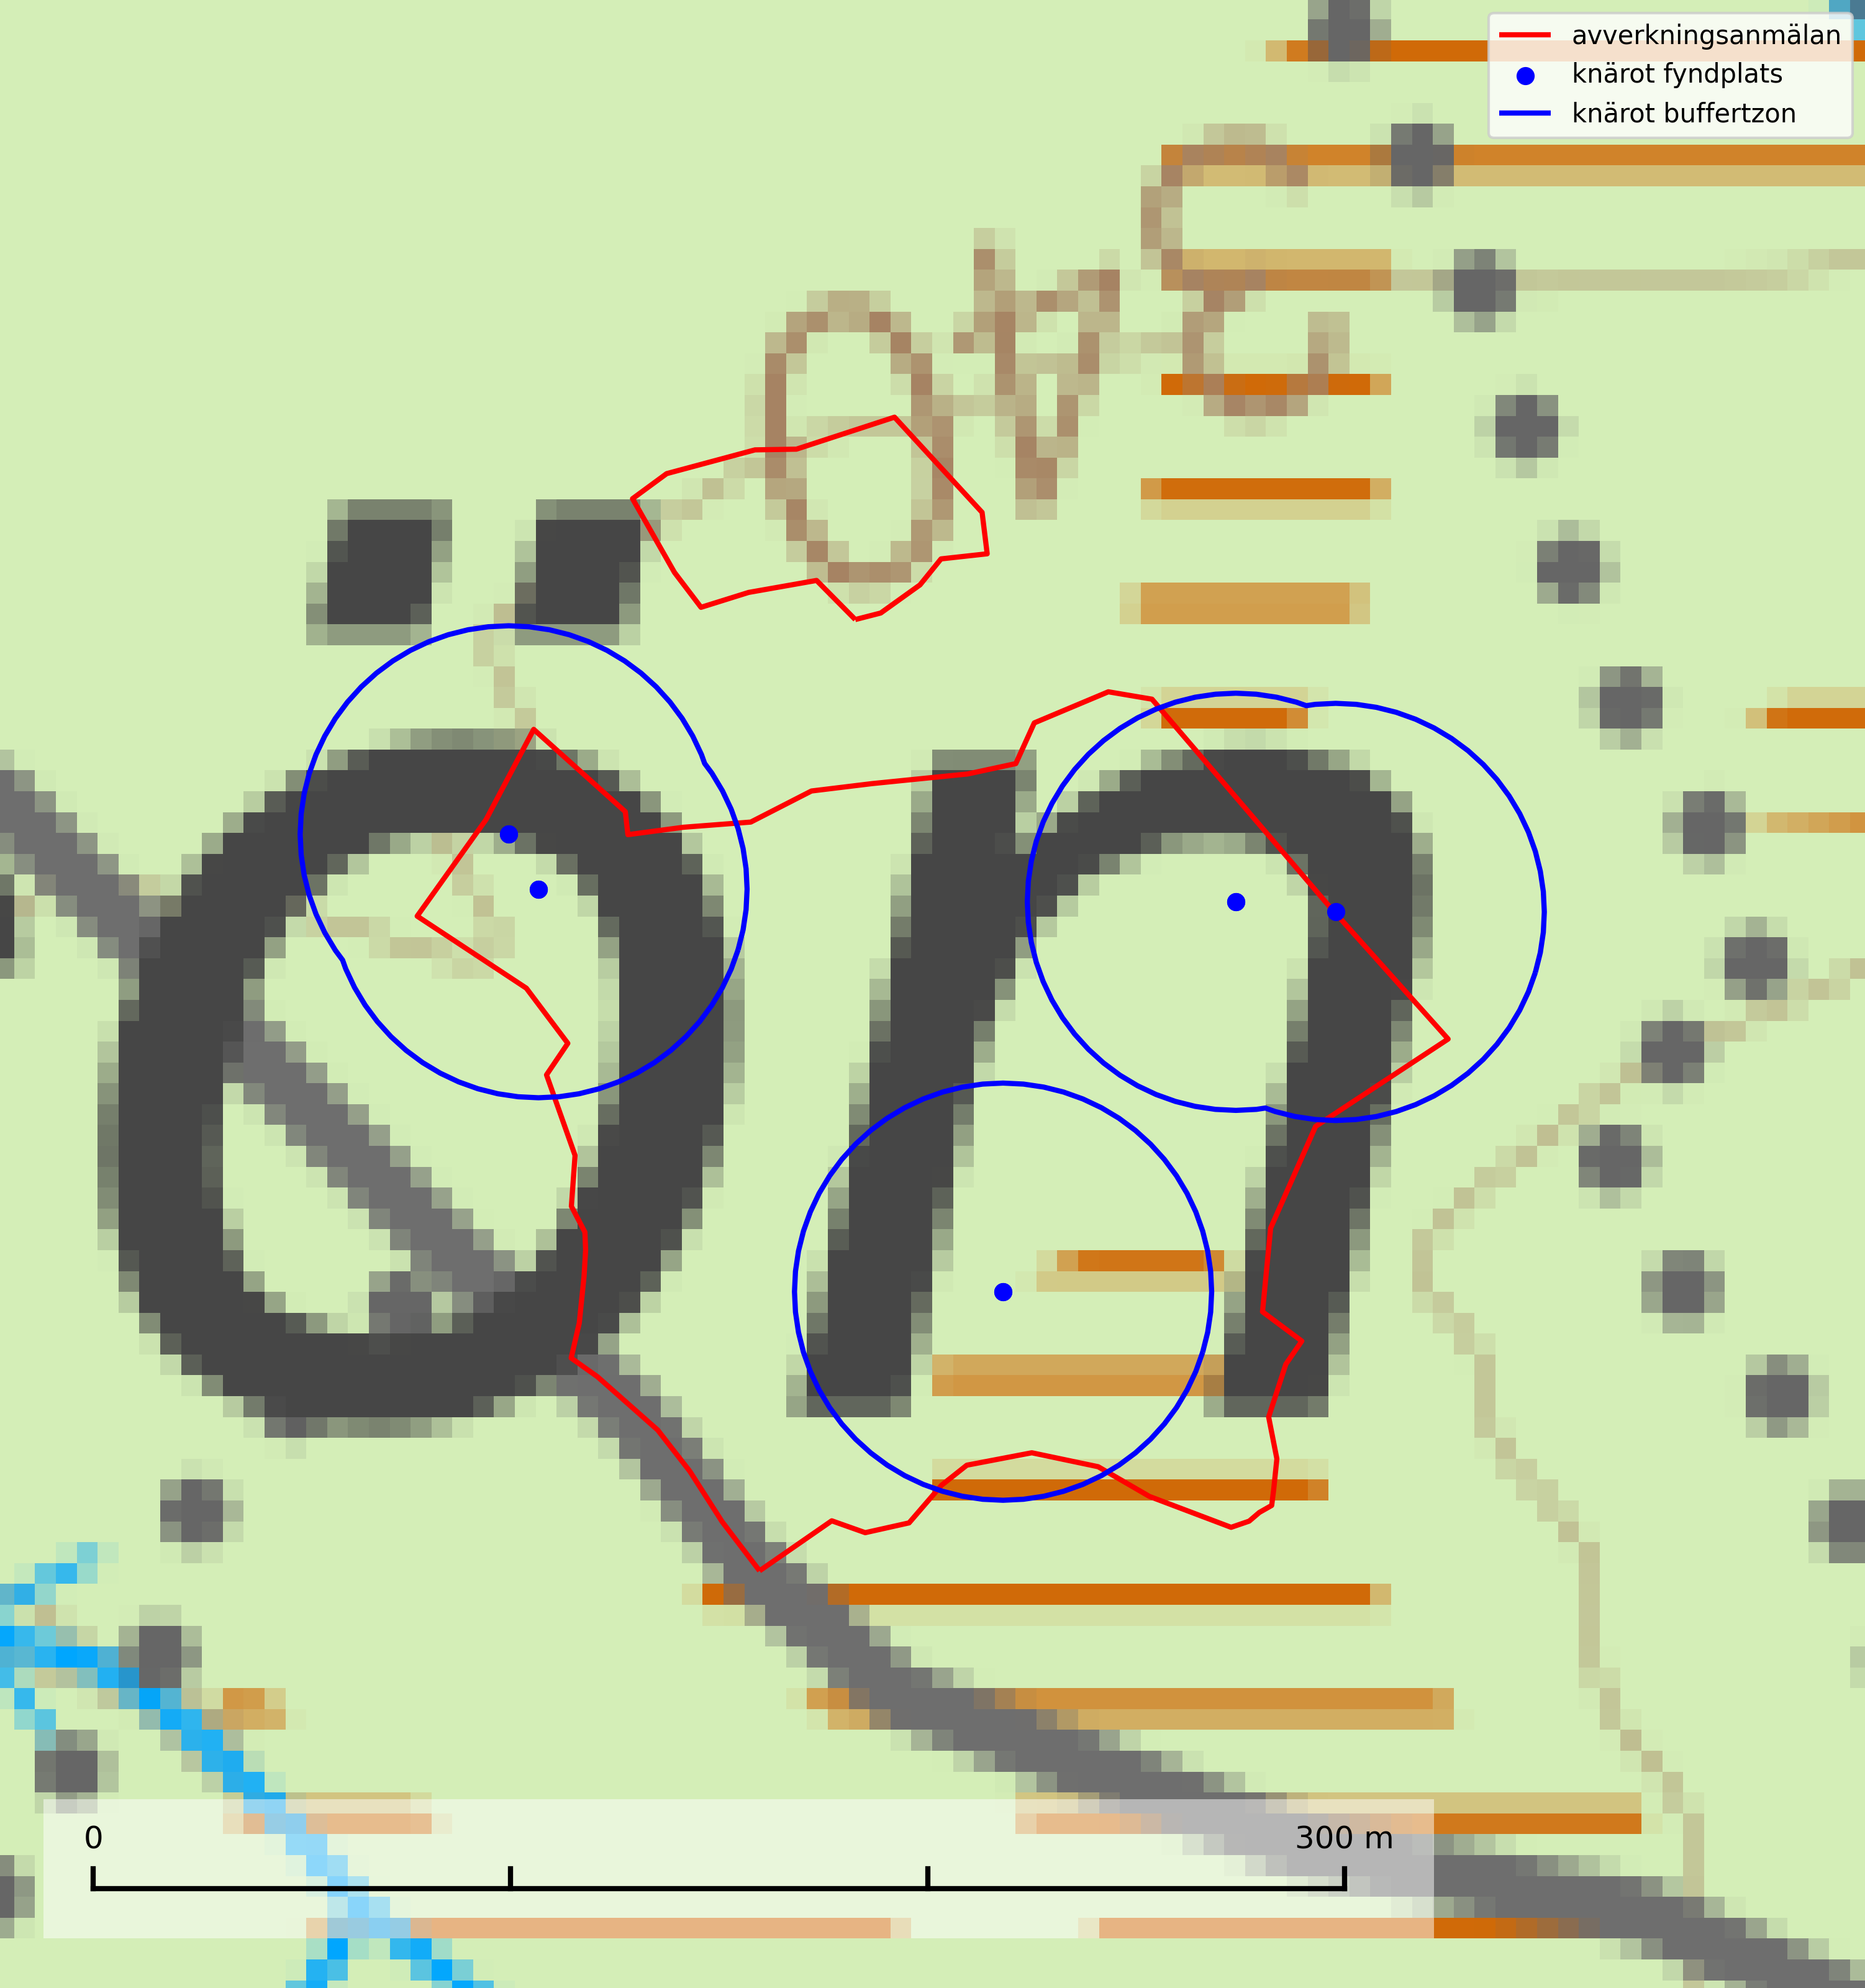 avverkningsanmälan
knärot fyndplats
knärot buffertzon
ön
0 300 m